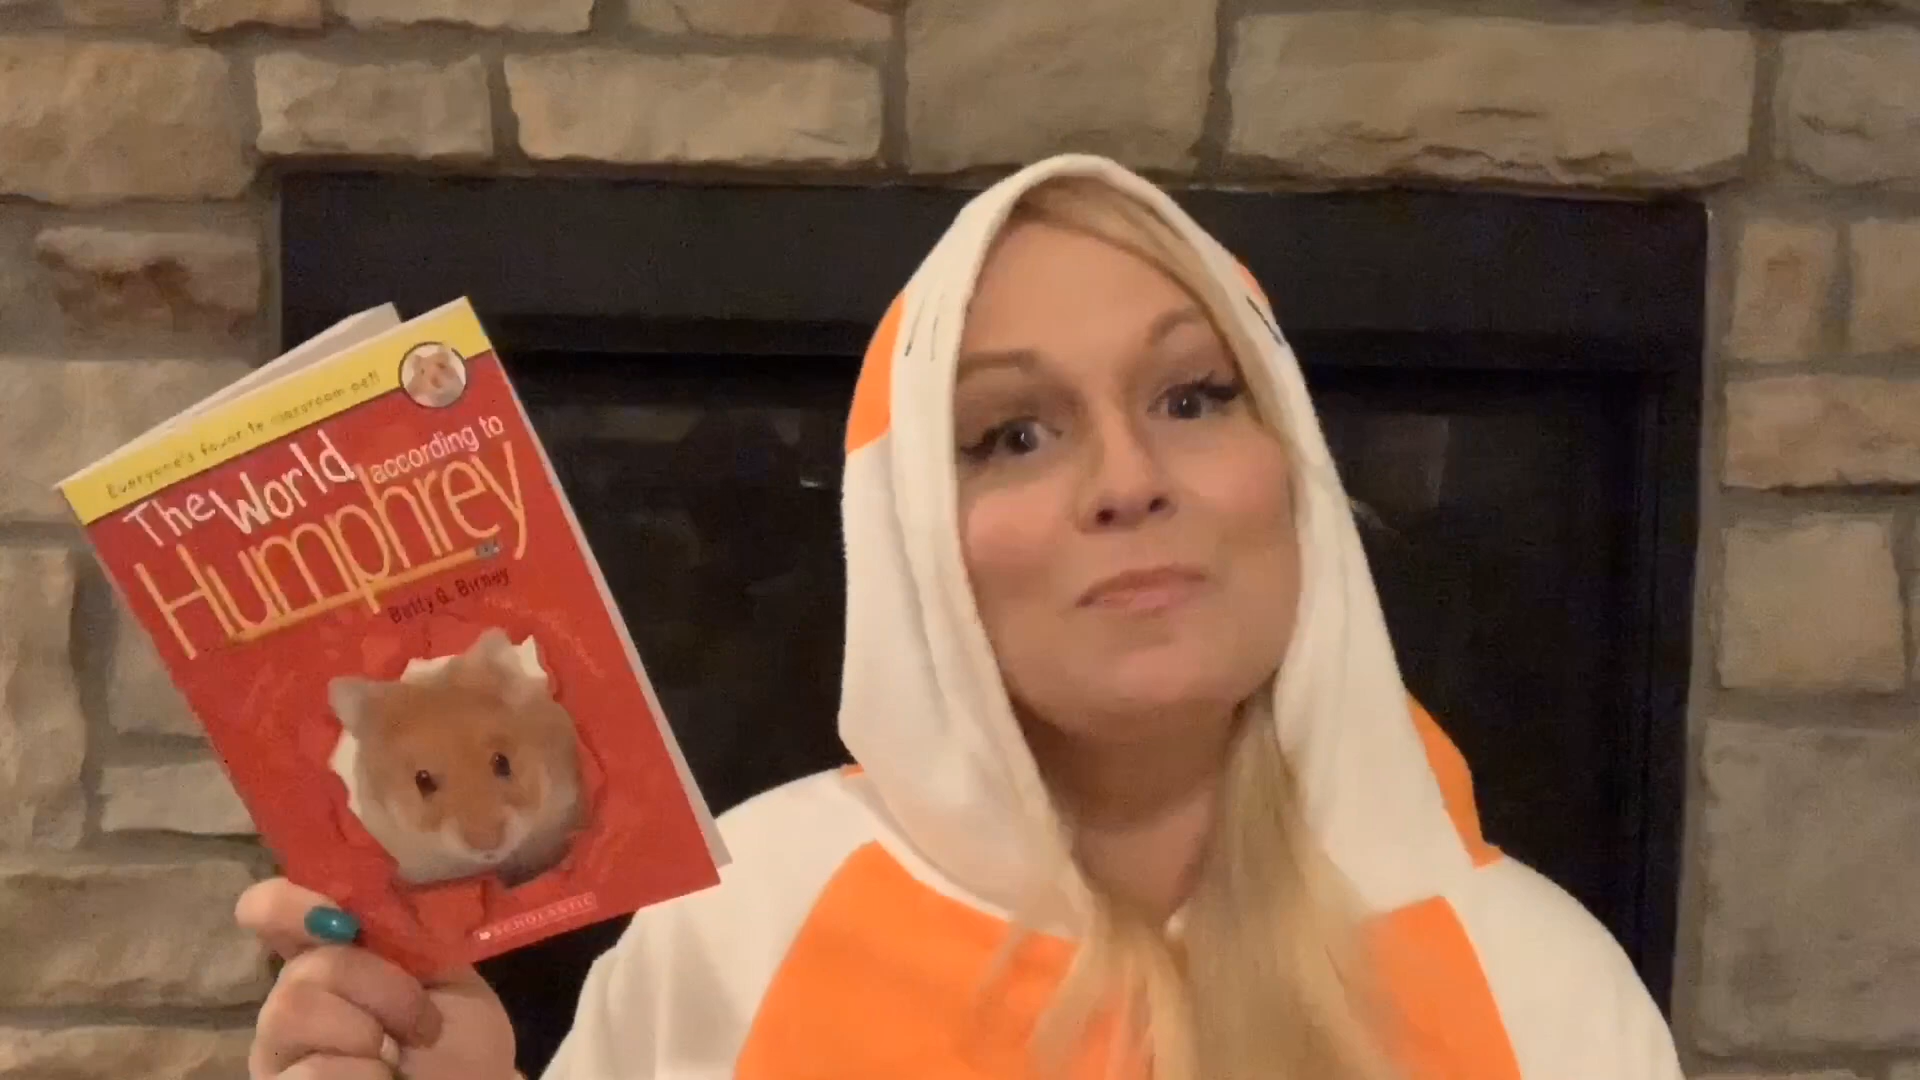 Everyone's favorite classroom pet!
The World
according to
Humphrey
Betty G. Birney
SCHOLASTIC